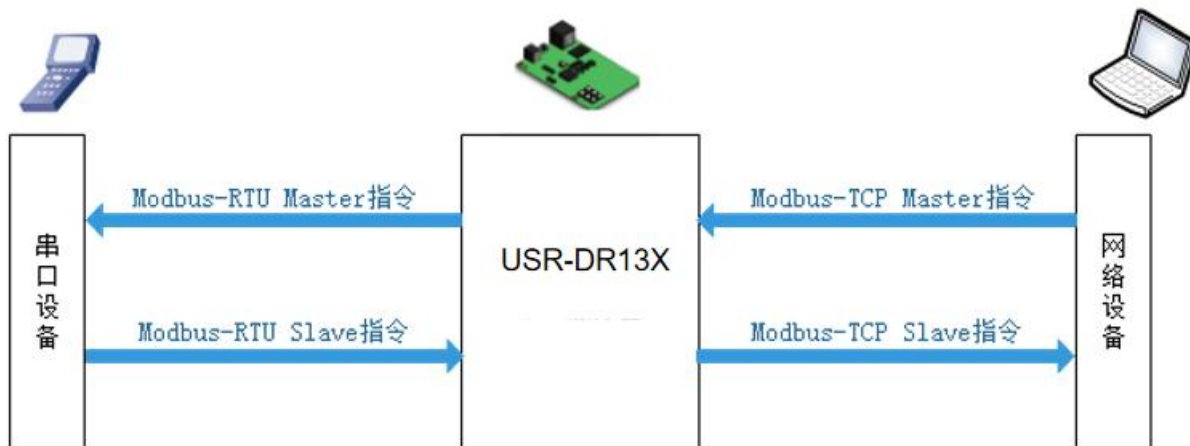 Modbus-RTU Master指令
Modbus-TCP Master指令
串口设备
USR-DR13X
网络设备
Modbus-RTU Slave指令
Modbus-TCP Slave指令